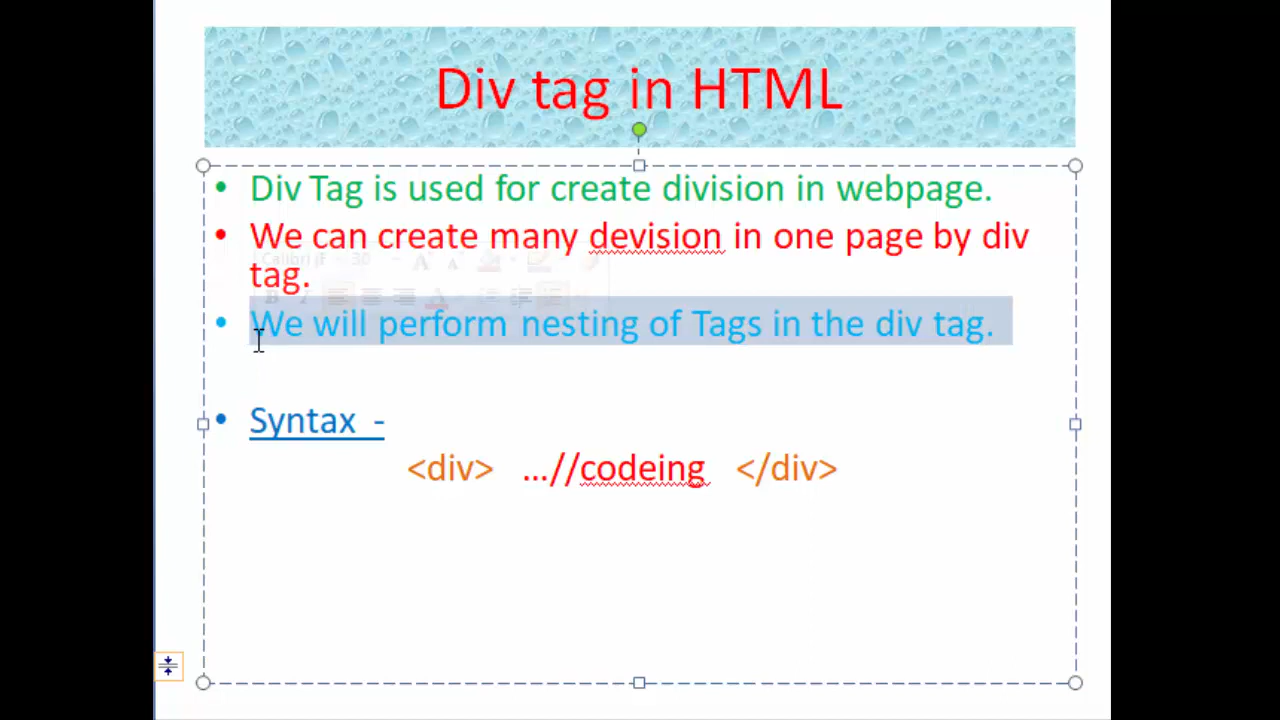 Div tag in HTML
• Div Tag is used for create division in webpage.
• We can create many devision in one page by div
tag.
• We will perform nesting of Tags in the div tag.
• Syntax -
<div> ...//codeing </div>